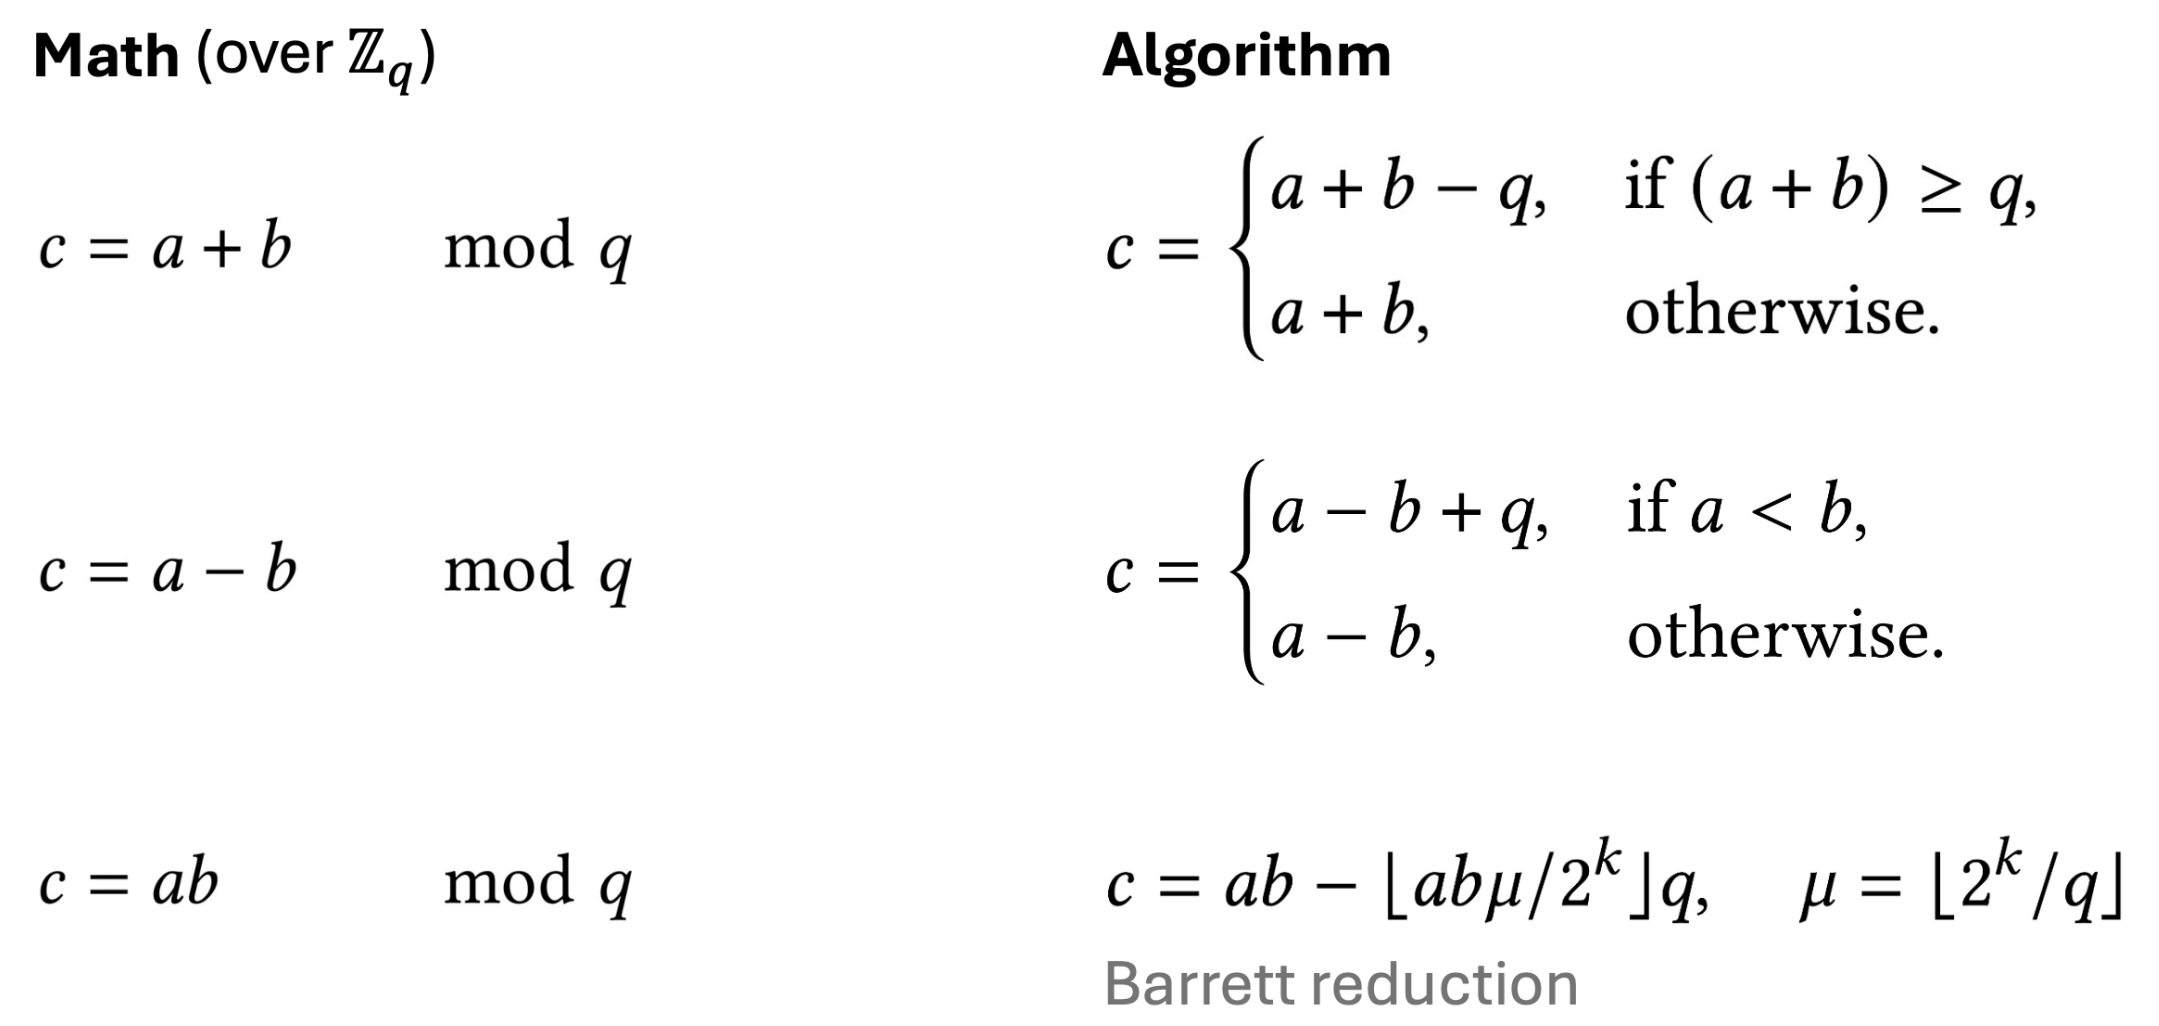 Math (over ℤ_q)
Algorithm
c = a + b mod q
c = { a + b − q, if (a + b) ≥ q,
a + b, otherwise.
c = a − b mod q
c = { a − b + q, if a < b,
a − b, otherwise.
c = ab mod q
c = ab − ⌊abμ/2^k⌋q, μ = ⌊2^k/q⌋
Barrett reduction